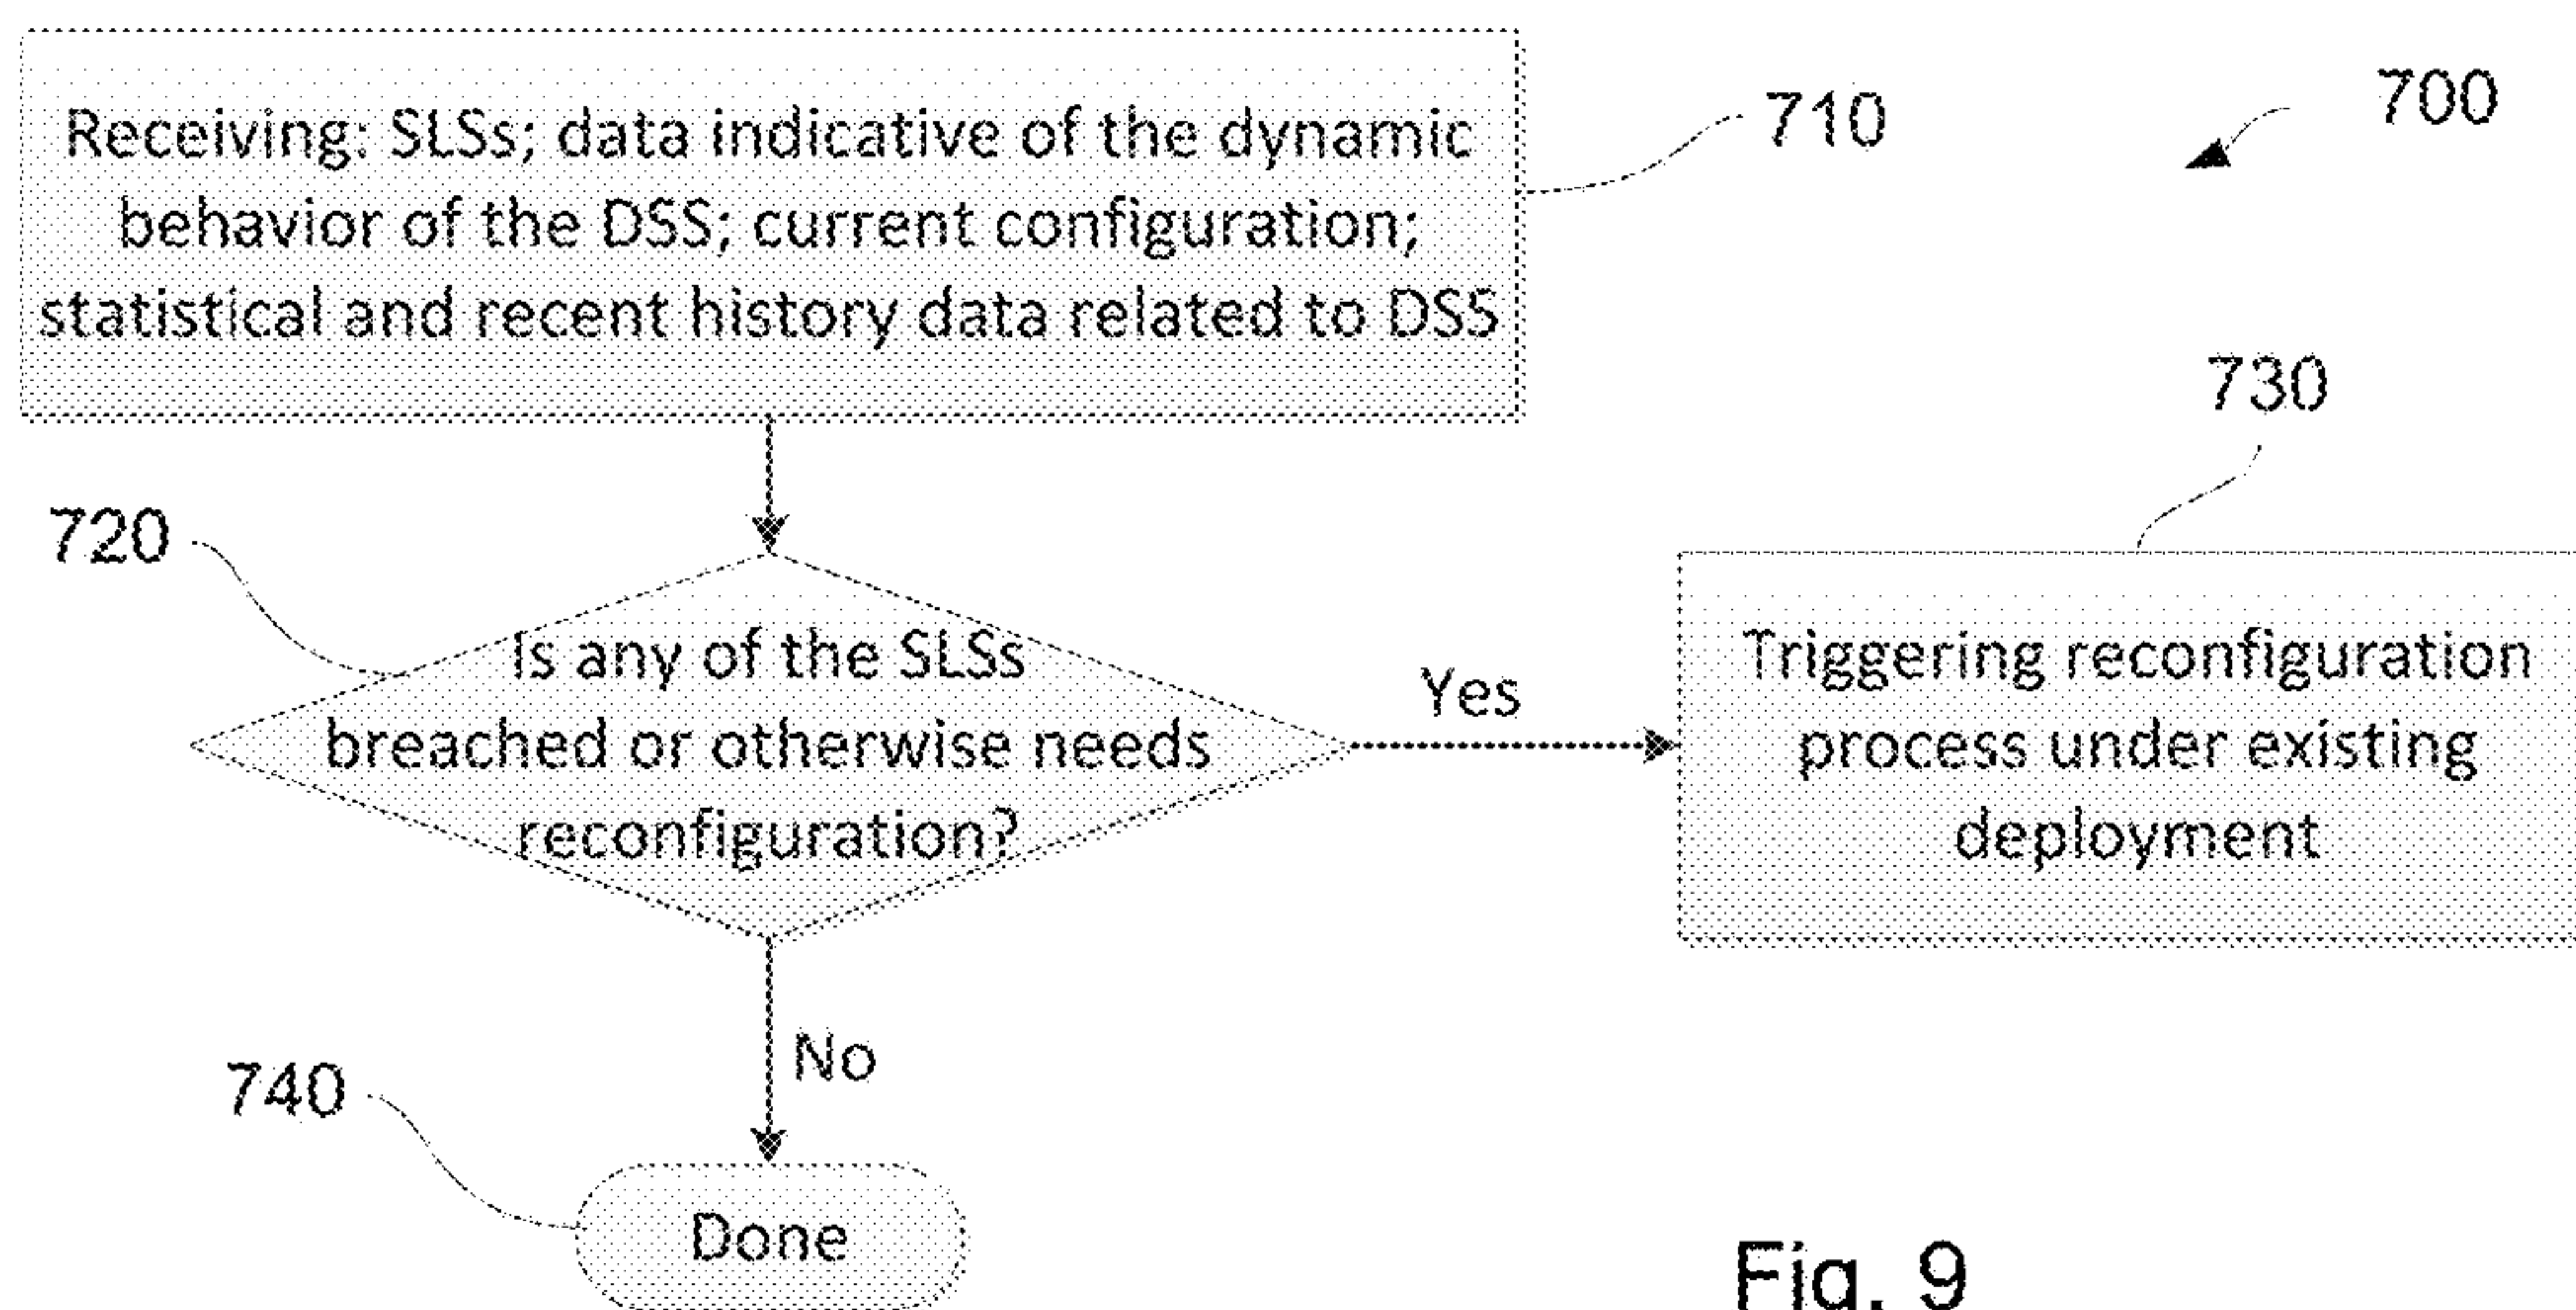 700
710
Receiving: SLSs; data indicative of the dynamic
behavior of the DSS; current configuration;
statistical and recent history data related to DSS
720
Is any of the SLSs
breached or otherwise needs
reconfiguration?
Yes
730
Triggering reconfiguration
process under existing
deployment
No
740
Done
Fig. 9